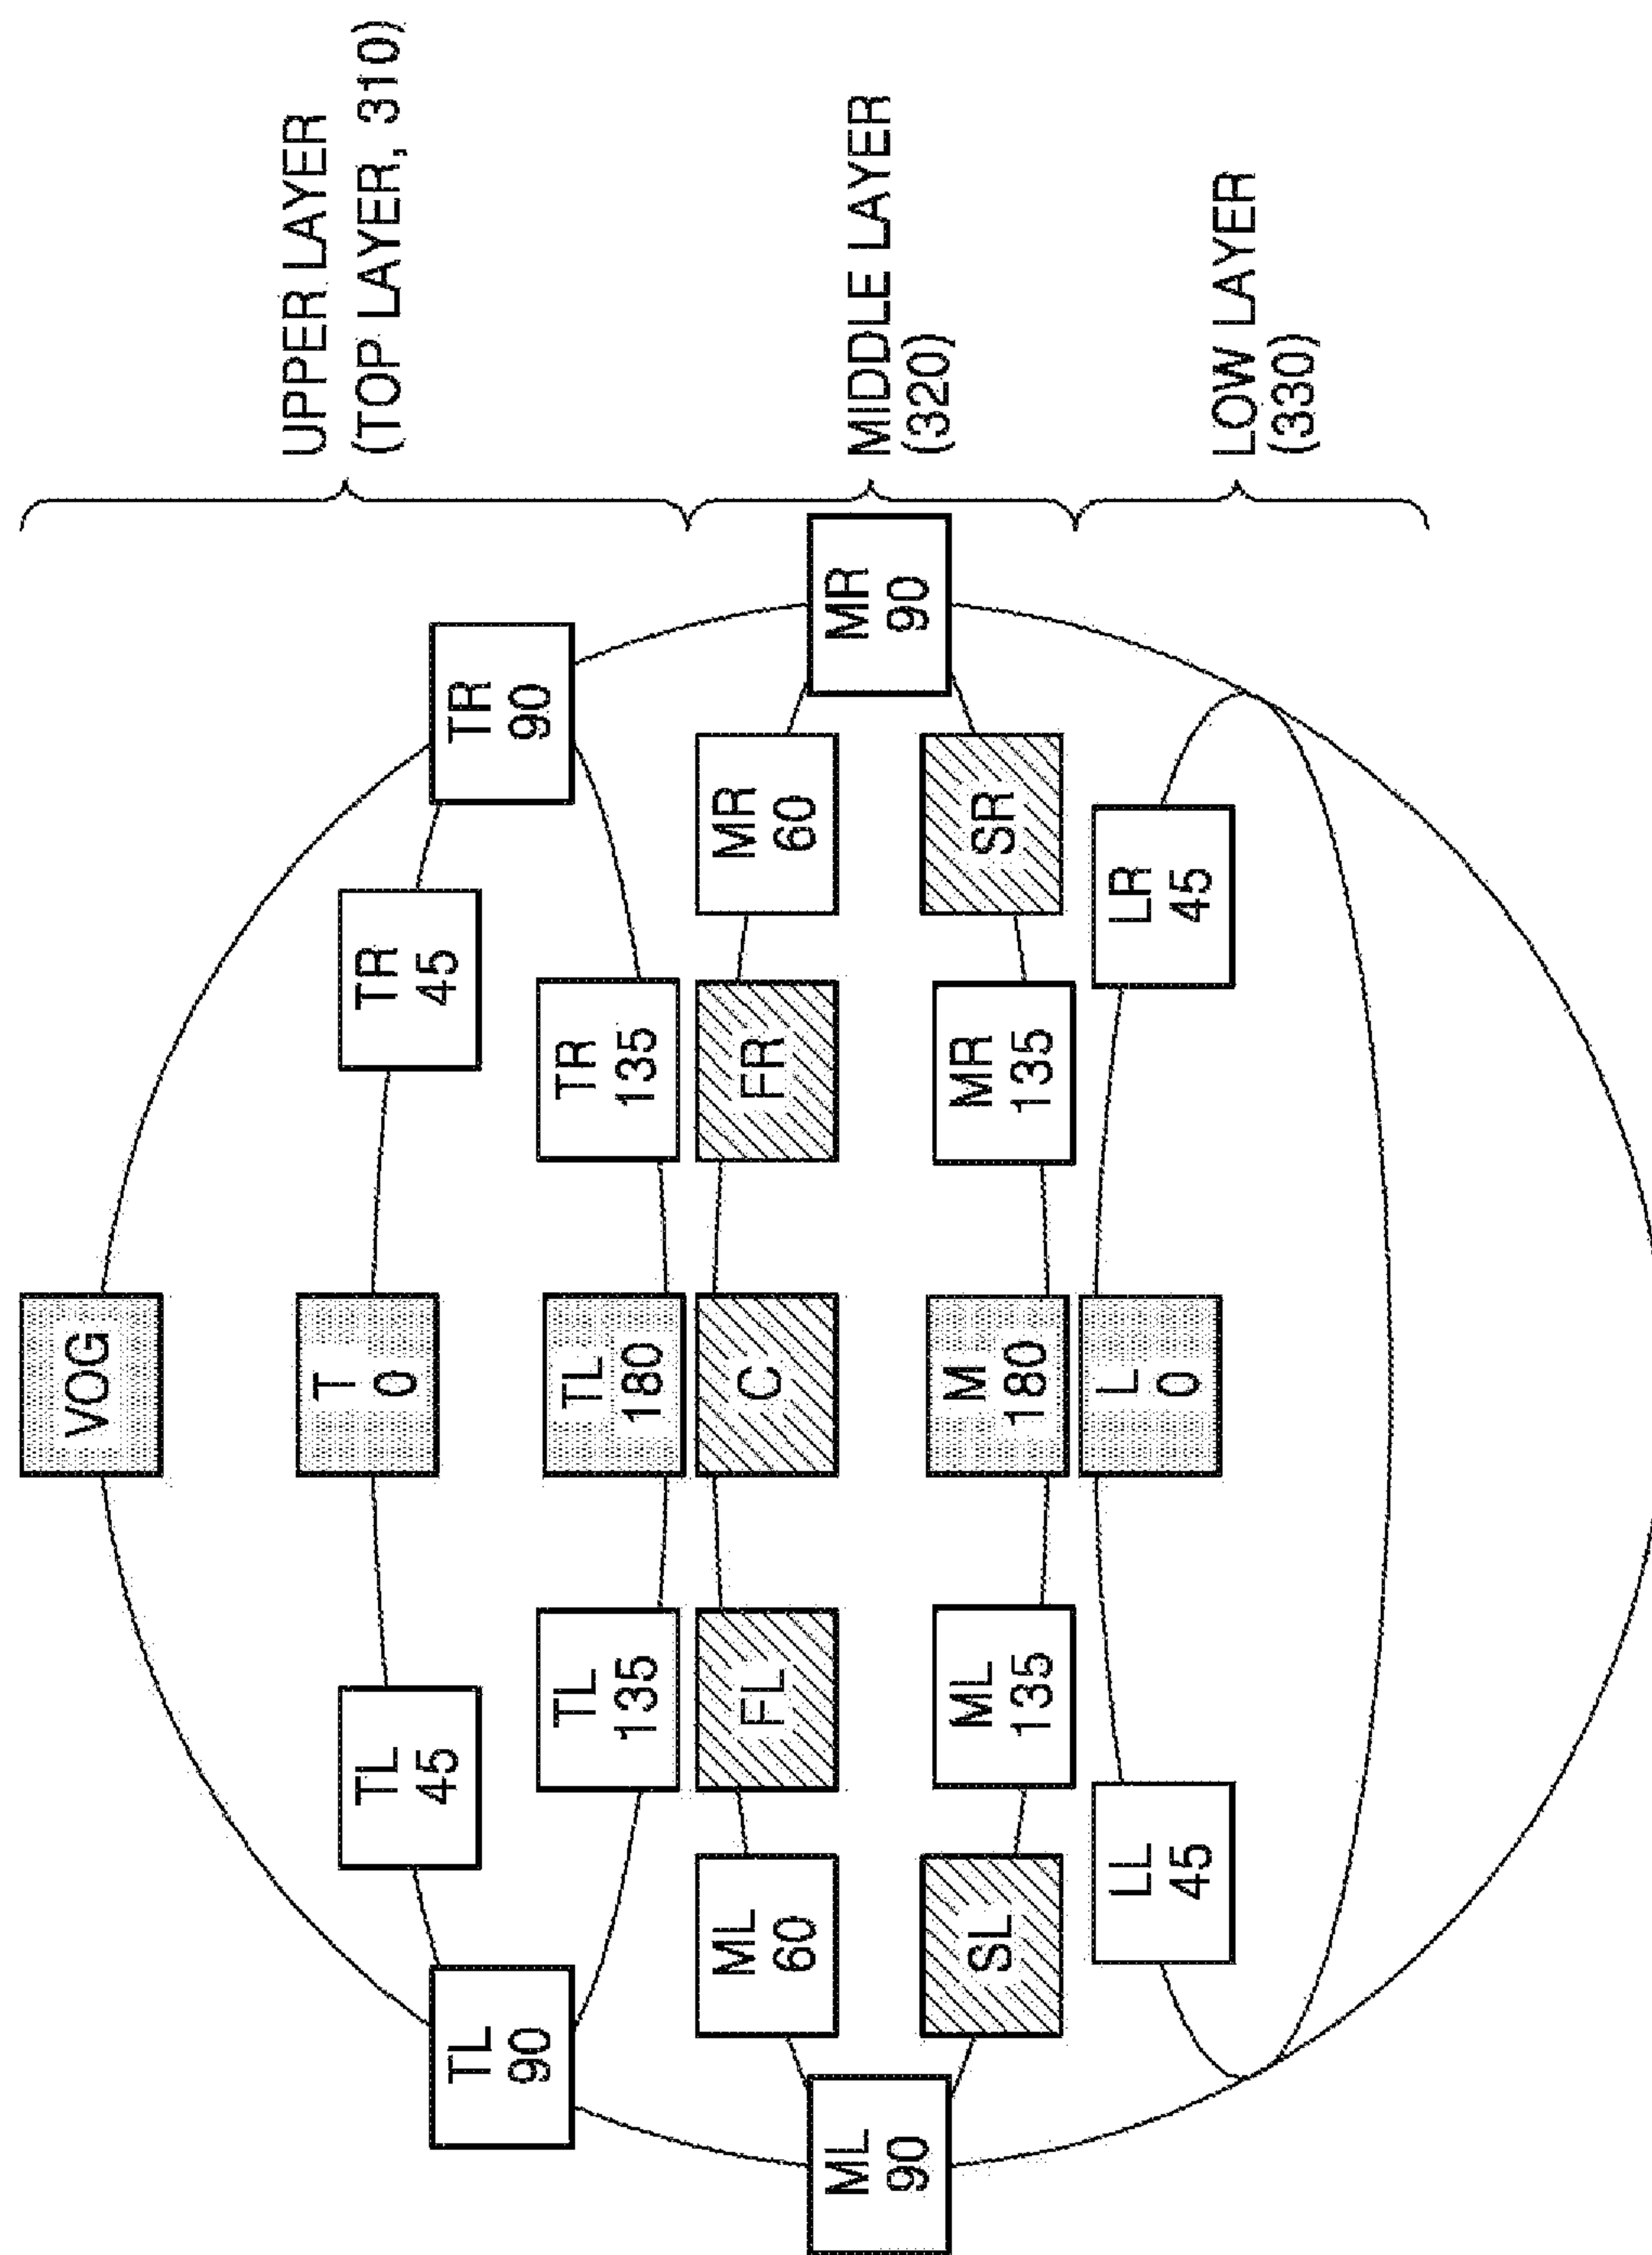 VOG
T
0
TL
45
TR
45
TL
90
TR
90
TL
135
TL
180
TR
135
UPPER LAYER
(TOP LAYER, 310)
ML
60
FL
C
FR
MR
60
ML
90
MR
90
SL
ML
135
M
180
MR
135
SR
MIDDLE LAYER
(320)
LL
45
L
0
LR
45
LOW LAYER
(330)